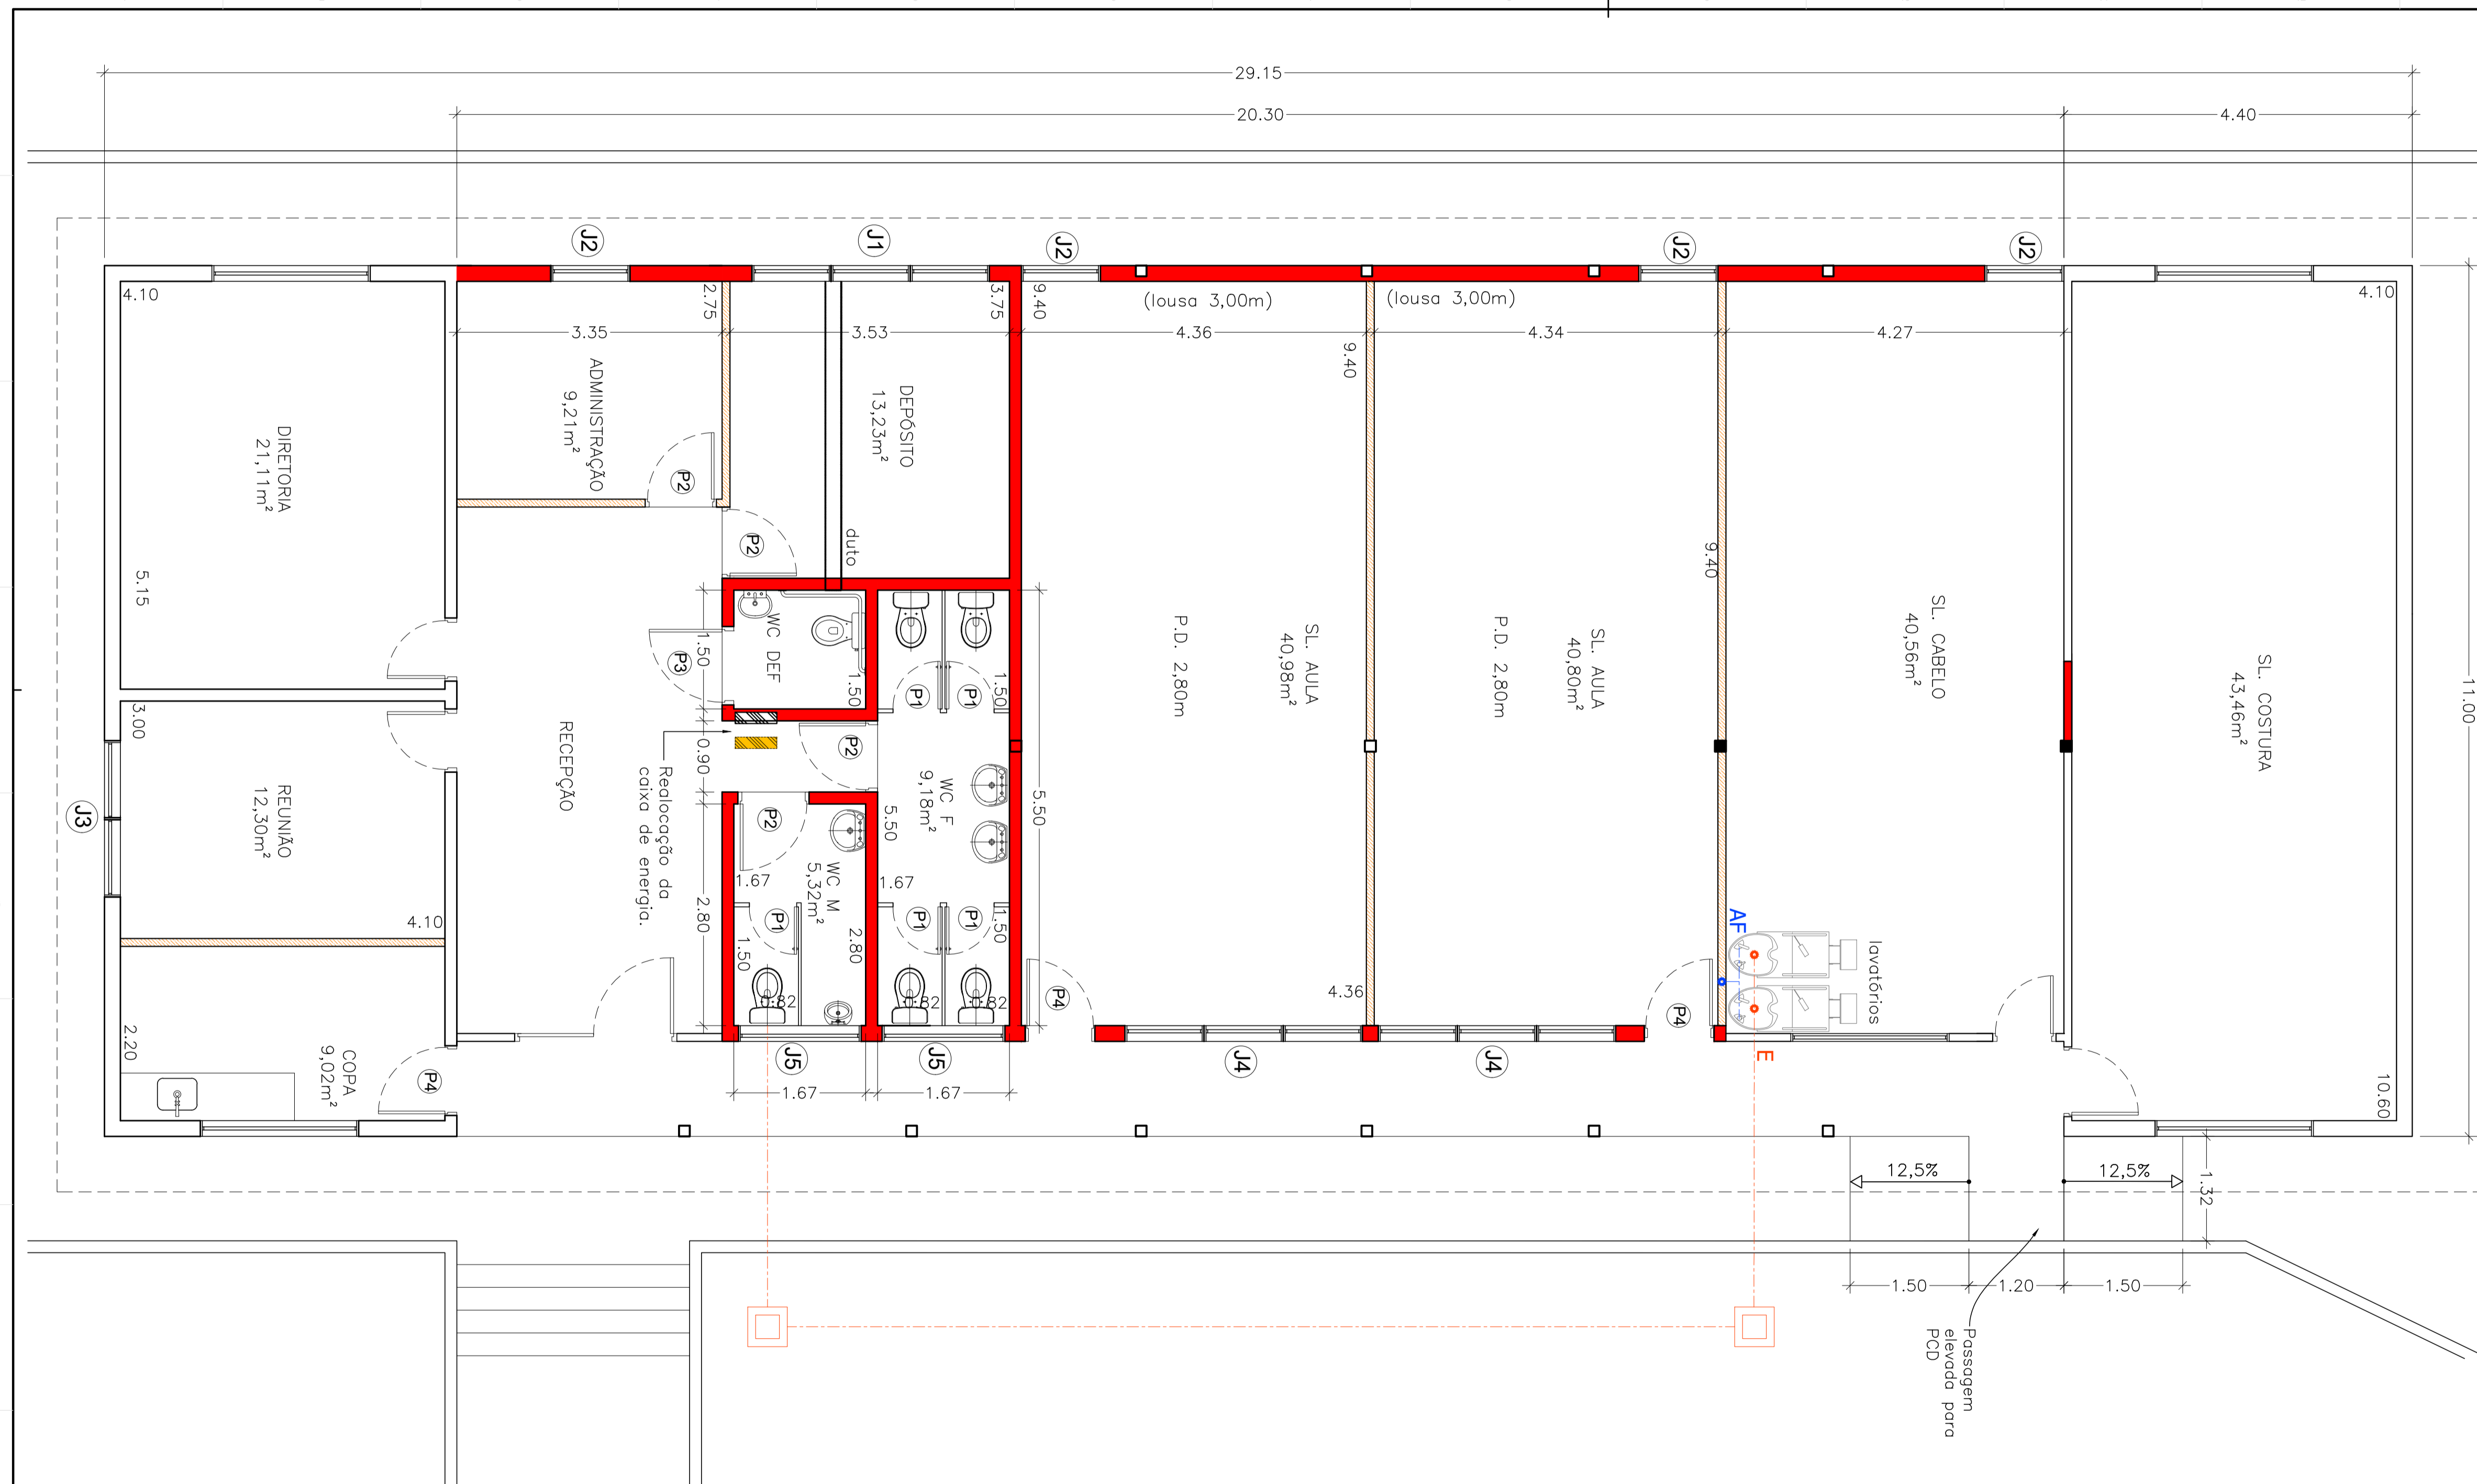 29.15
20.30
4.40
J2
J1
J2
J2
J2
4.10
2.75
3.75
9.40
(lousa 3,00m)
(lousa 3,00m)
4.10
3.35
3.53
4.36
4.34
4.27
9.40
9.40
11.00
DIRETORIA
21,11m²
5.15
ADMINISTRAÇÃO
9,21m²
P2
DEPÓSITO
13,23m²
P2
duto
WC DEF
1.50
1.50
P3
P1
P1
1.50
SL. AULA
40,98m²
P.D. 2,80m
SL. AULA
40,80m²
P.D. 2,80m
SL. CABELO
40,56m²
SL. COSTURA
43,46m²
3.00
REUNIÃO
12,30m²
4.10
J3
RECEPÇÃO
Realocação da
caixa de energia.
0.90
P2
WC F
9,18m²
5.50
5.50
P2
WC M
5,32m²
1.67
1.67
2.80
2.80
P1
P1
P1
1.50
1.50
.82
.82
.82
4.36
P4
P4
AF
lavatórios
E
2.20
COPA
9,02m²
P4
J5
J5
J4
J4
1.67
1.67
10.60
12,5%
12,5%
1.32
1.50
1.20
1.50
Passagem
elevada para
PCD